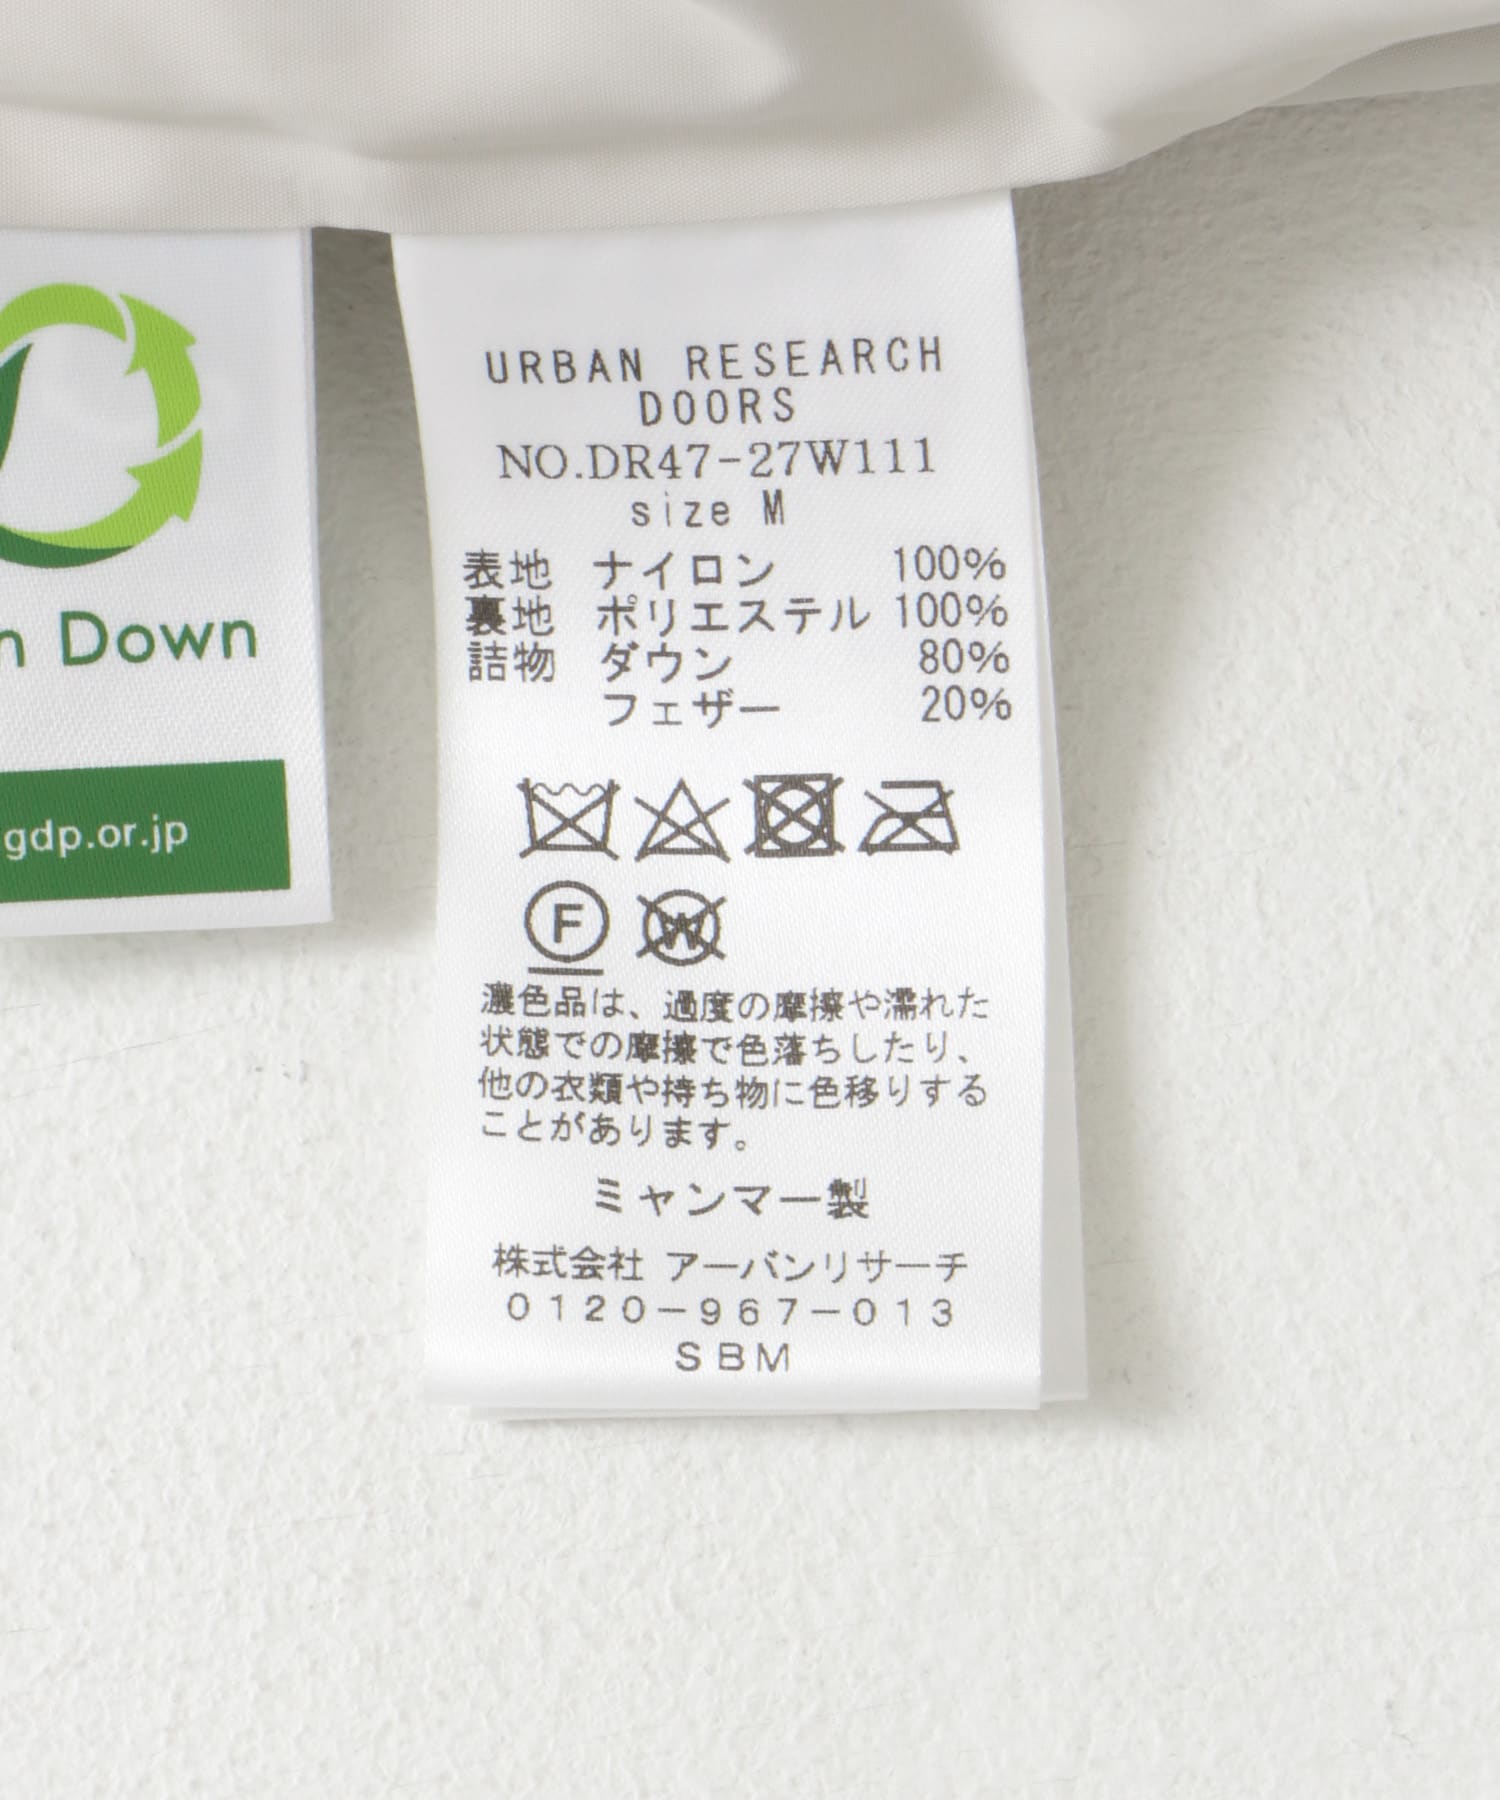 n Down
gdp.or.jp
URBAN RESEARCH
DOORS
NO.DR47-27W111
size M
表地 ナイロン 100%
裏地 ポリエステル 100%
詰物 ダウン 80%
フェザー 20%
F W
濃色品は、過度の摩擦や濡れた
状態での摩擦で色落ちしたり、
他の衣類や持ち物に色移りする
ことがあります。
ミャンマー製
株式会社 アーバンリサーチ
0120-967-013
SBM